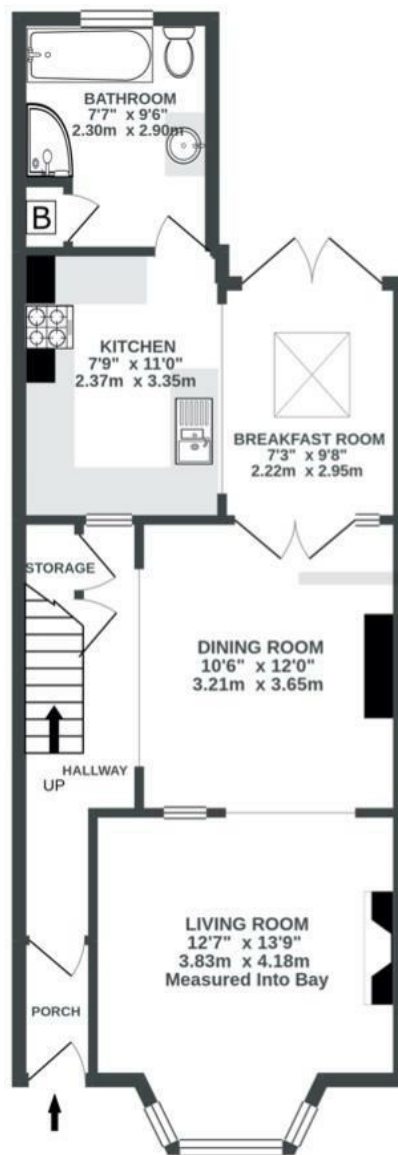 BATHROOM
7'7" x 9'6"
2.30m x 2.90m
B
KITCHEN
7'9" x 11'0"
2.37m x 3.35m
BREAKFAST ROOM
7'3" x 9'8"
2.22m x 2.95m
STORAGE
DINING ROOM
10'6" x 12'0"
3.21m x 3.65m
HALLWAY
UP
LIVING ROOM
12'7" x 13'9"
3.83m x 4.18m
Measured Into Bay
PORCH